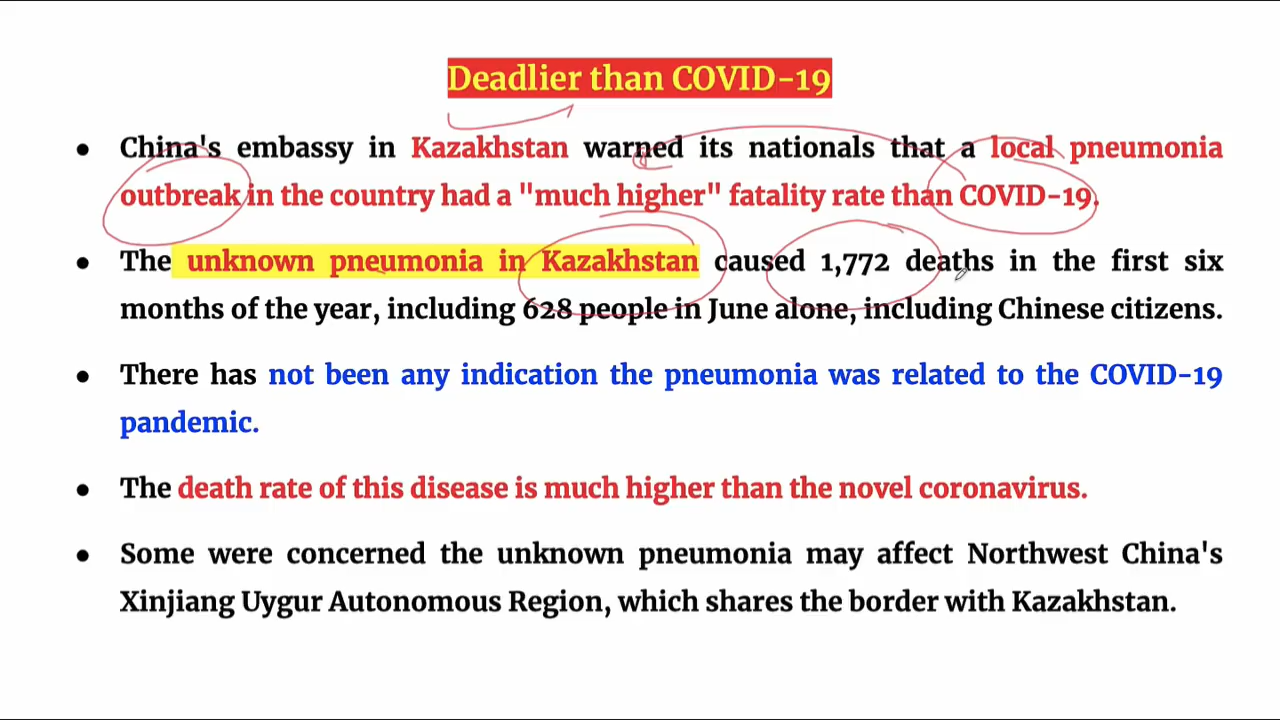 Deadlier than COVID-19
● China's embassy in Kazakhstan warned its nationals that a local pneumonia
outbreak in the country had a "much higher" fatality rate than COVID-19.
● The unknown pneumonia in Kazakhstan caused 1,772 deaths in the first six
months of the year, including 628 people in June alone, including Chinese citizens.
● There has not been any indication the pneumonia was related to the COVID-19
pandemic.
● The death rate of this disease is much higher than the novel coronavirus.
● Some were concerned the unknown pneumonia may affect Northwest China's
Xinjiang Uygur Autonomous Region, which shares the border with Kazakhstan.